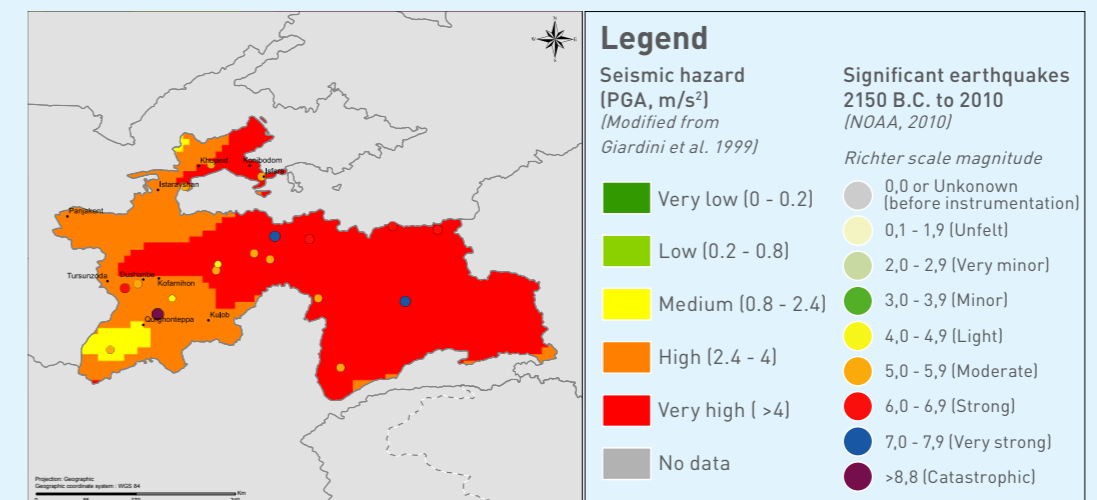 Khujand
Konibodom
Isfara
Istarayshan
Panjakent
Tursunzoda
Dushanbe
Kofarnihon
Qurghonteppa
Kulob
Projection: Geographic
Geographic coordinate system : WGS 84
Km
Legend
Seismic hazard
(PGA, m/s²)
(Modified from
Giardini et al. 1999)
Very low (0 - 0.2)
Low (0.2 - 0.8)
Medium (0.8 - 2.4)
High (2.4 - 4)
Very high ( >4)
No data
Significant earthquakes
2150 B.C. to 2010
(NOAA, 2010)
Richter scale magnitude
0,0 or Unkonown
(before instrumentation)
0,1 - 1,9 (Unfelt)
2,0 - 2,9 (Very minor)
3,0 - 3,9 (Minor)
4,0 - 4,9 (Light)
5,0 - 5,9 (Moderate)
6,0 - 6,9 (Strong)
7,0 - 7,9 (Very strong)
>8,8 (Catastrophic)